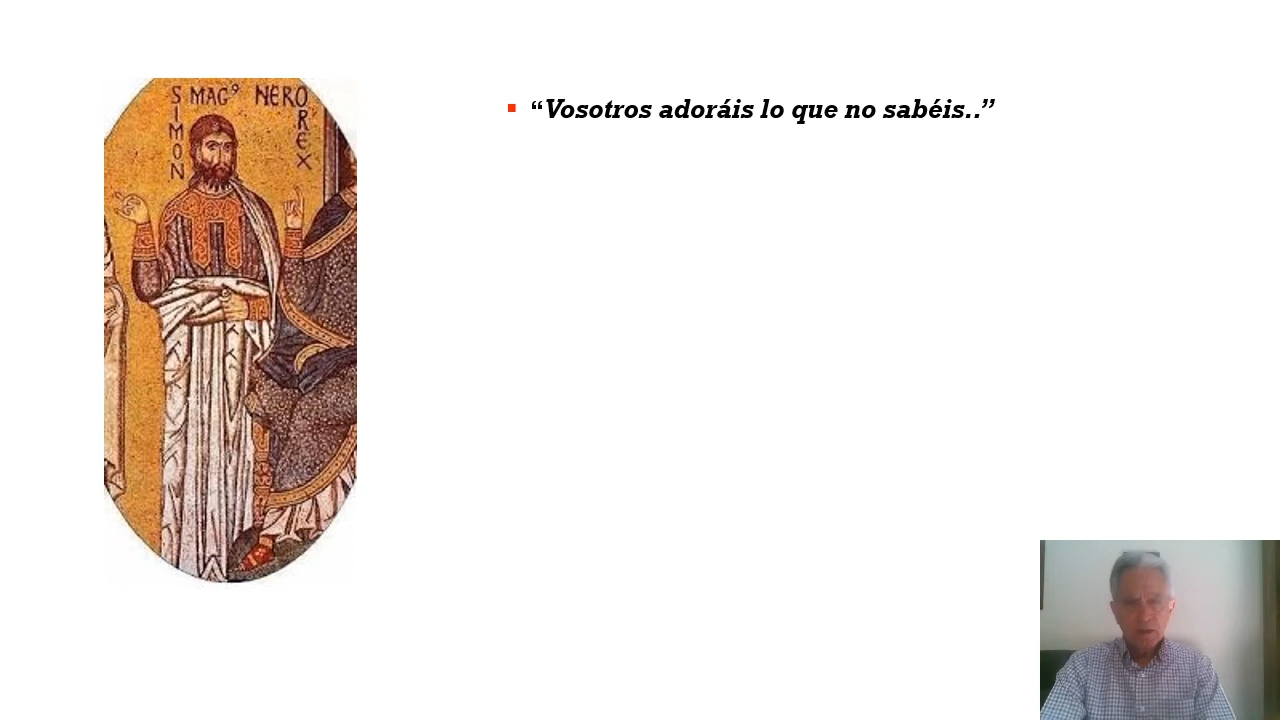 SIMON MAG⁹ NERO REX
“Vosotros adoráis lo que no sabéis..”